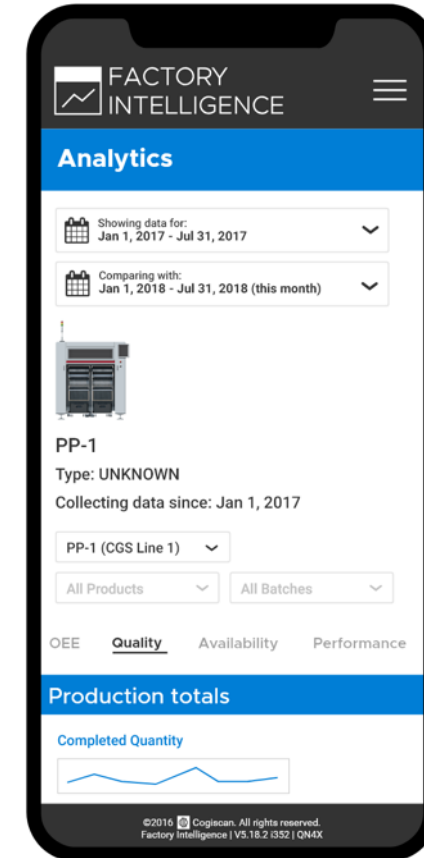 FACTORY
INTELLIGENCE
Analytics
Showing data for:
Jan 1, 2017 - Jul 31, 2017
Comparing with:
Jan 1, 2018 - Jul 31, 2018 (this month)
PP-1
Type: UNKNOWN
Collecting data since: Jan 1, 2017
PP-1 (CGS Line 1)
All Products All Batches
OEE Quality Availability Performance
Production totals
Completed Quantity
©2016 Cogiscan. All rights reserved.
Factory Intelligence | V5.18.2 i352 | QN4X